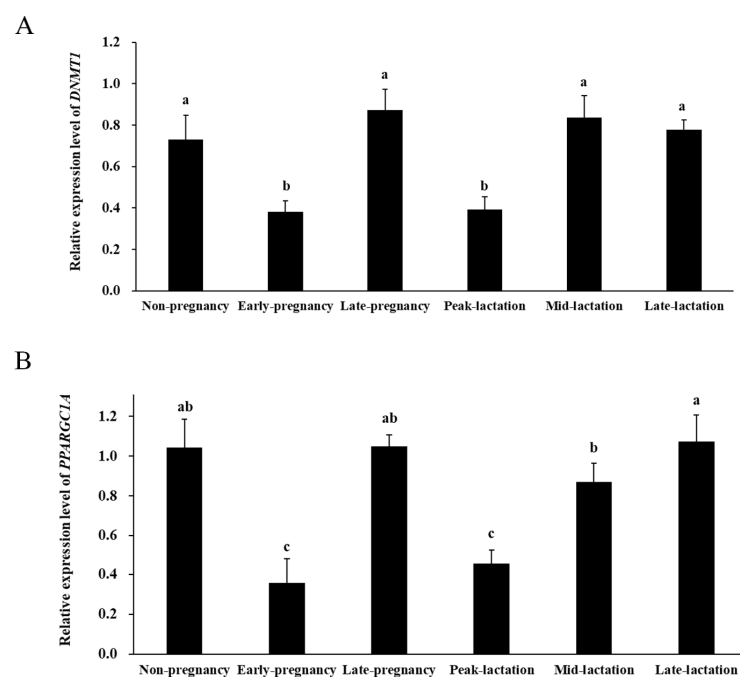 A
Relative expression level of DNMT1
1.2
1.0
0.8
0.6
0.4
0.2
0.0
a
b
a
b
a
a
Non-pregnancy Early-pregnancy Late-pregnancy Peak-lactation Mid-lactation Late-lactation
B
Relative expression level of PPARGC1A
1.2
1.0
0.8
0.6
0.4
0.2
0.0
ab
c
ab
c
b
a
Non-pregnancy Early-pregnancy Late-pregnancy Peak-lactation Mid-lactation Late-lactation